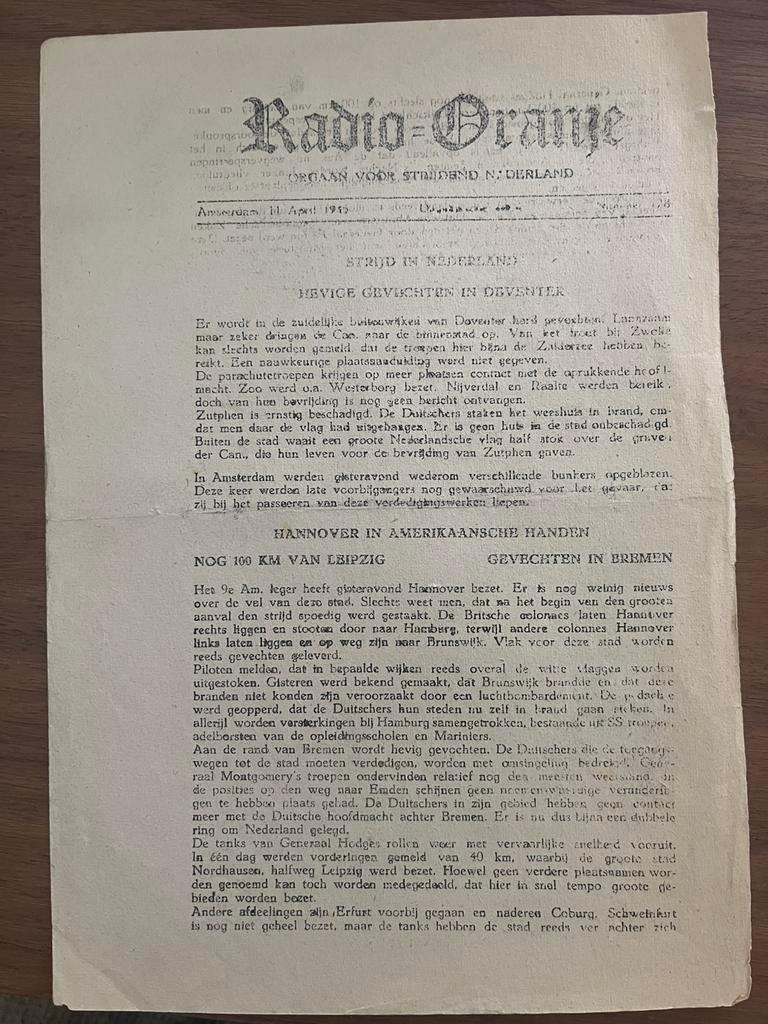 Radio=Oranje
ORGAAN VOOR STRIJDEND N.DERLAND
Amsterdam 11 April 1945
STRIJD IN NEDERLAND
HEVIGE GEVECHTEN IN DEVENTER
Er wordt in de zuidelijke buitenwijken van Deventer hard gevochten. Langzaam
maar zeker dringen de Can. naar de binnenstad op. Van het front bij Zwolle
kan slechts worden gemeld, dat de troepen hier bijna de Zuiderzee hebben be-
reikt. Een nauwkeurige plaatsaanduiding werd niet gegeven.
De parachutetroepen krijgen op meer plaatsen contact met de oprukkende hoofd-
macht. Zoo werd o.a. Westerborg bezet. Nijverdal en Raalte werden bereik,
doch van hun bevrijding is nog geen bericht ontvangen.
Zutphen is ernstig beschadigd. De Duitschers staken het weeshuis in brand, om-
dat men daar de vlag had uitgehangen. Er is geen huis in de stad onbeschadigd.
Buiten de stad waait een groote Nederlandsche vlag half stok over de graven
der Can., die hun leven voor de bevrijding van Zutphen gaven.
In Amsterdam werden gisteravond wederom verschillende bunkers opgeblazen.
Deze keer werden late voorbijgangers nog gewaarschuwd voor het gevaar, dat
zij bij het passeeren van deze verdedigingswerken liepen.
HANNOVER IN AMERIKAANSCHE HANDEN
NOG 100 KM VAN LEIPZIG GEVECHTEN IN BREMEN
Het 9e Am. leger heeft gisteravond Hannover bezet. Er is nog weinig nieuws
over de val van deze stad. Slechts weet men, dat na het begin van den grooten
aanval den strijd spoedig werd gestaakt. De Britsche colonnes laten Hannover
rechts liggen en stooten door naar Hamburg, terwijl andere colonnes Hannover
links laten liggen en op weg zijn naar Brunswijk. Vlak voor deze stad worden
reeds gevechten geleverd.
Piloten melden, dat in bepaalde wijken reeds overal de witte vlaggen worden
uitgestoken. Gisteren werd bekend gemaakt, dat Brunswijk brandde en dat deze
branden niet konden zijn veroorzaakt door een luchtbombardement. De gedachte
werd geopperd, dat de Duitschers hun steden nu zelf in brand gaan steken. In
allerijl worden versterkingen bij Hamburg samengetrokken, bestaande uit SS troepen,
adelborsten van de opleidingsscholen en Mariniers.
Aan de rand van Bremen wordt hevig gevochten. De Duitschers die de toegangs-
wegen tot de stad moeten verdedigen, worden met omsingeling bedreigd. Gene-
raal Montgomery's troepen ondervinden relatief nog den meesten weerstand. In
de posities op den weg naar Emden schijnen geen noemenswaardige veranderin-
gen te hebben plaats gehad. De Duitschers in zijn gebied hebben geen contact
meer met de Duitsche hoofdmacht achter Bremen. Er is nu dus bijna een dubbele
ring om Nederland gelegd.
De tanks van Generaal Hodges rollen weer met vervaarlijke snelheid vooruit.
In één dag werden vorderingen gemeld van 40 km, waarbij de groote stad
Nordhausen, halfweg Leipzig werd bezet. Hoewel geen verdere plaatsnamen wor-
den genoemd kan toch worden medegedeeld, dat hier in snel tempo groote ge-
bieden worden bezet.
Andere afdeelingen zijn Erfurt voorbij gegaan en naderen Coburg. Schweinfurt
is nog niet geheel bezet, maar de tanks hebben de stad reeds ver achter zich